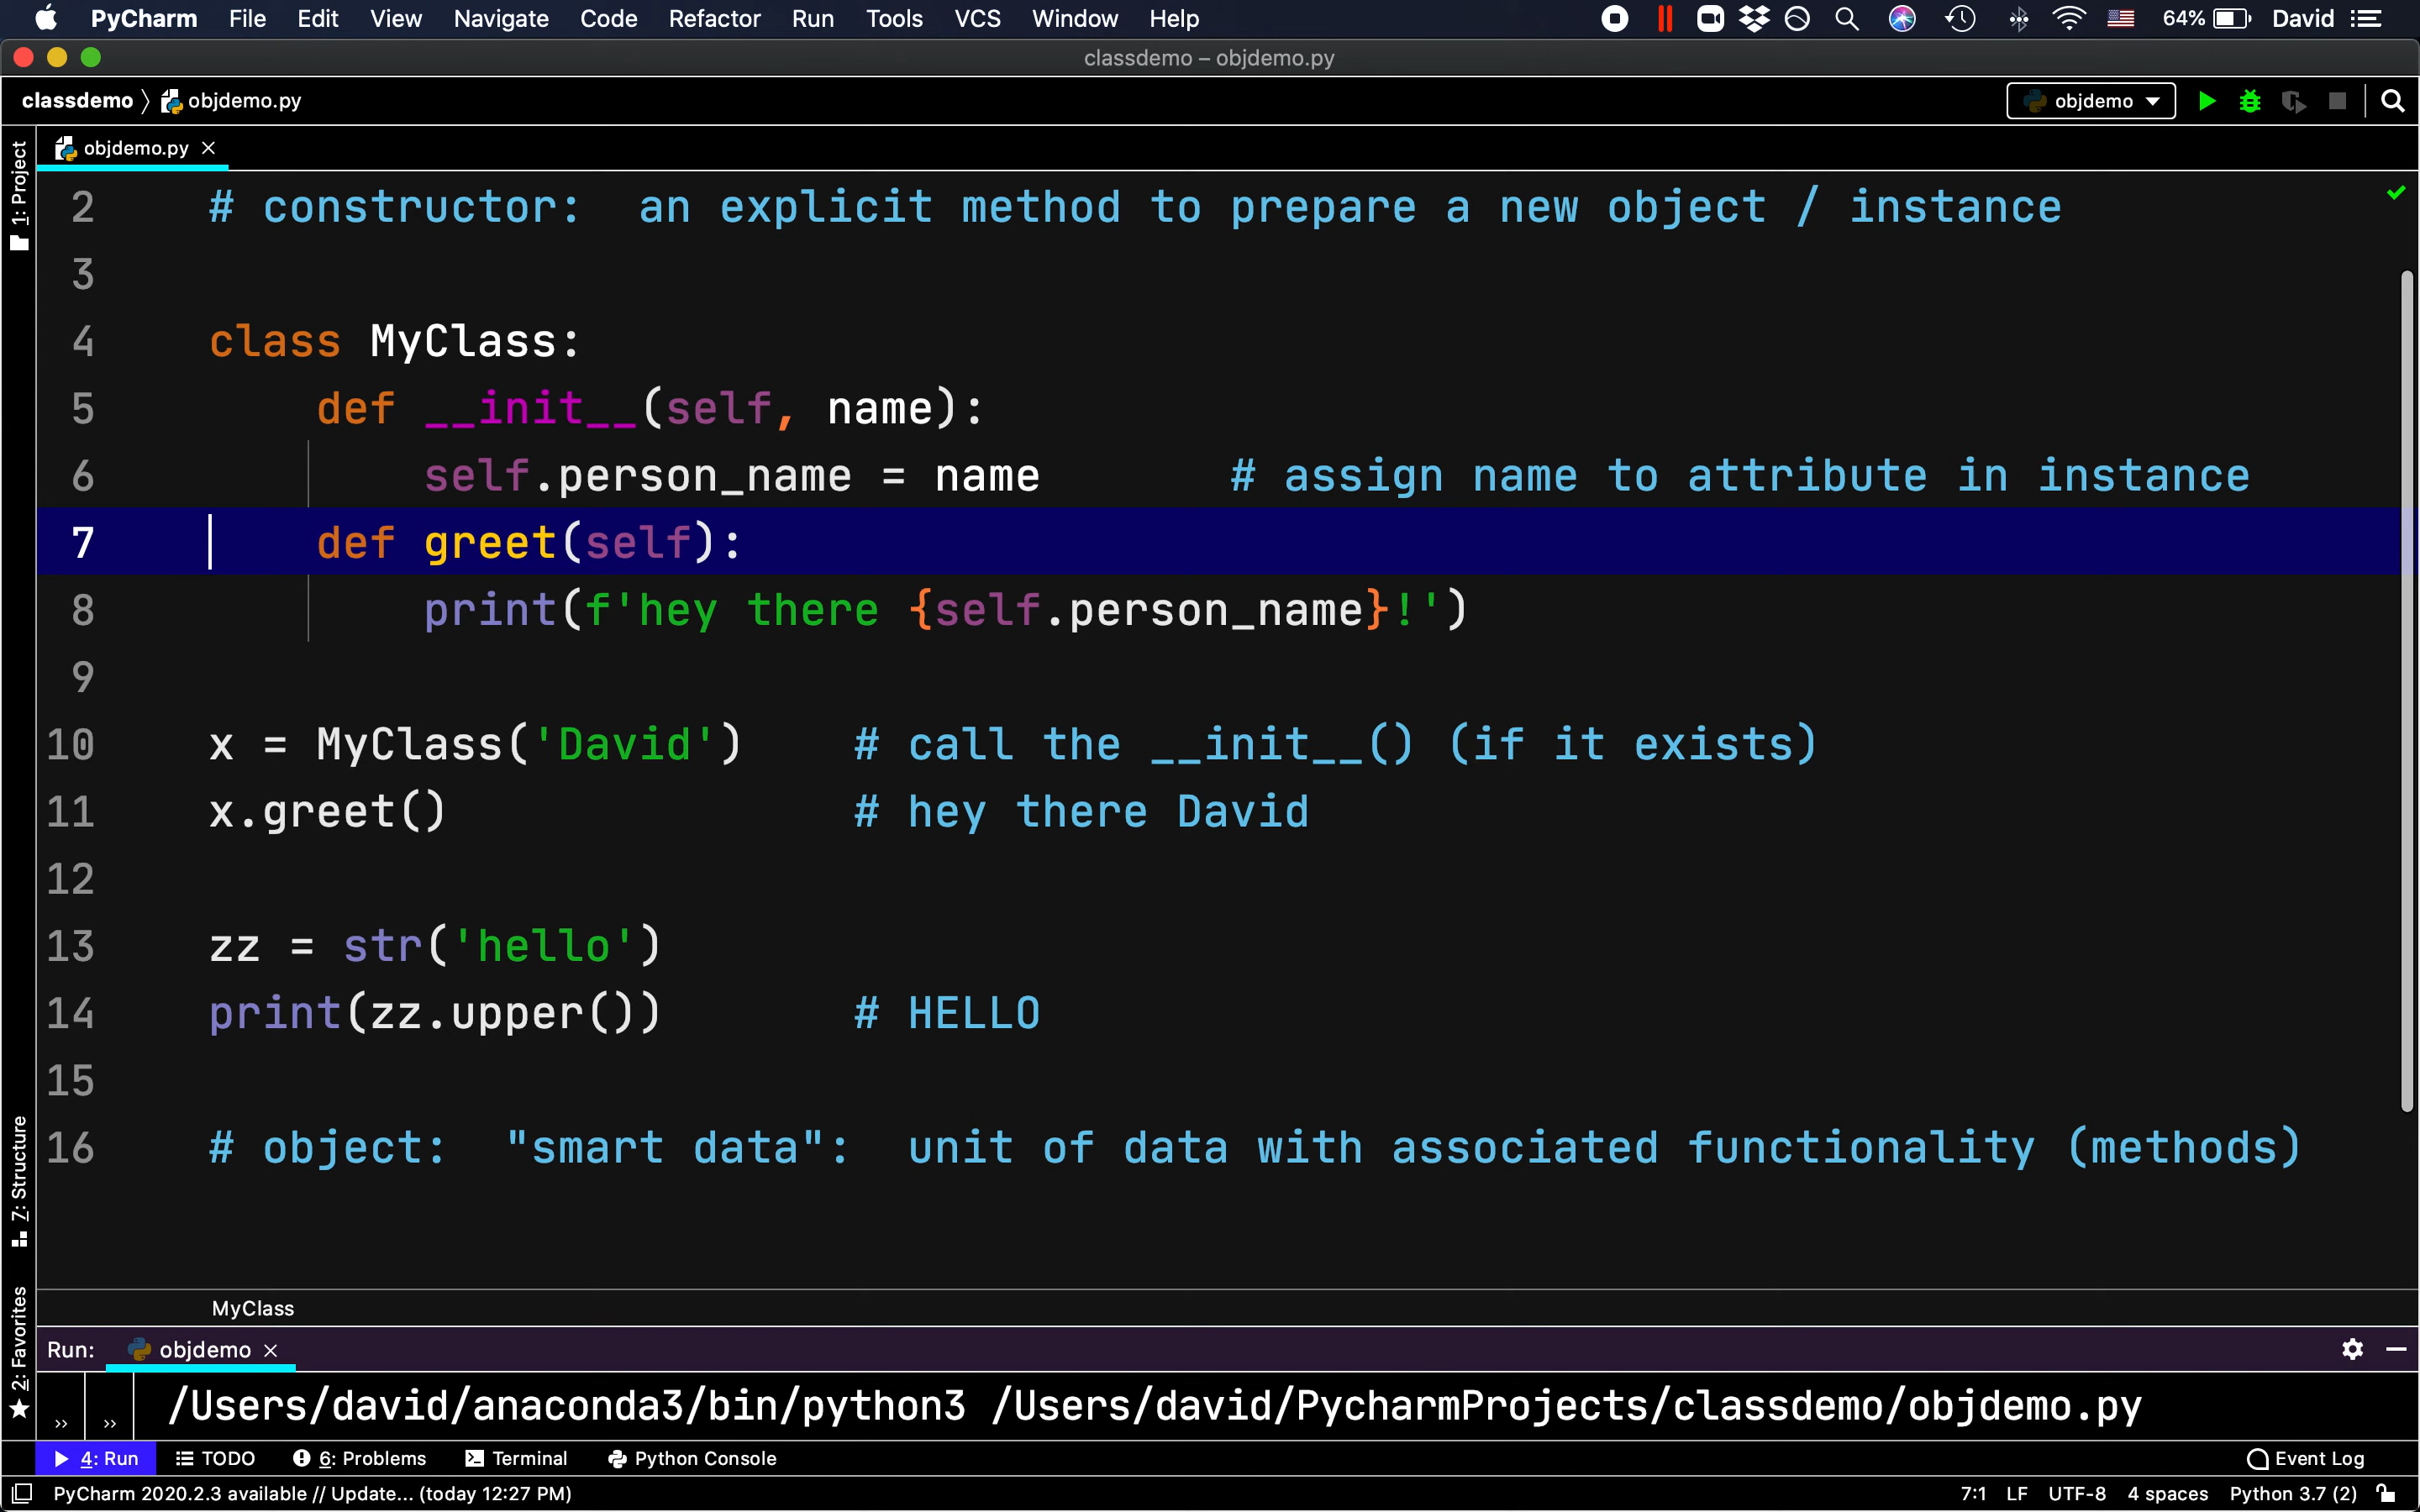 PyCharm File Edit View Navigate Code Refactor Run Tools VCS Window Help 64% David
classdemo – objdemo.py
classdemo objdemo.py objdemo
1: Project
objdemo.py
2 # constructor:  an explicit method to prepare a new object / instance
3
4 class MyClass:
5     def __init__(self, name):
6         self.person_name = name       # assign name to attribute in instance
7     def greet(self):
8         print(f'hey there {self.person_name}!')
9
10 x = MyClass('David')    # call the __init__() (if it exists)
11 x.greet()               # hey there David
12
13 zz = str('hello')
14 print(zz.upper())       # HELLO
15
16 # object:  "smart data":  unit of data with associated functionality (methods)
Z: Structure
2: Favorites
MyClass
Run: objdemo
/Users/david/anaconda3/bin/python3 /Users/david/PycharmProjects/classdemo/objdemo.py
4: Run TODO 6: Problems Terminal Python Console Event Log
PyCharm 2020.2.3 available // Update... (today 12:27 PM) 7:1 LF UTF-8 4 spaces Python 3.7 (2)